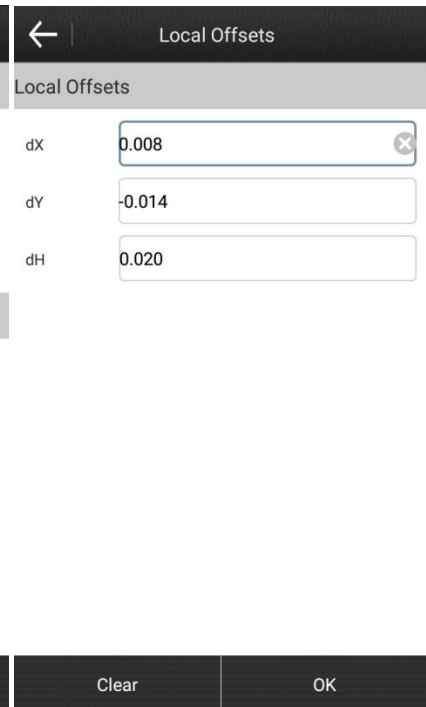 Local Offsets
Local Offsets
dX 0.008
dY -0.014
dH 0.020
Clear OK